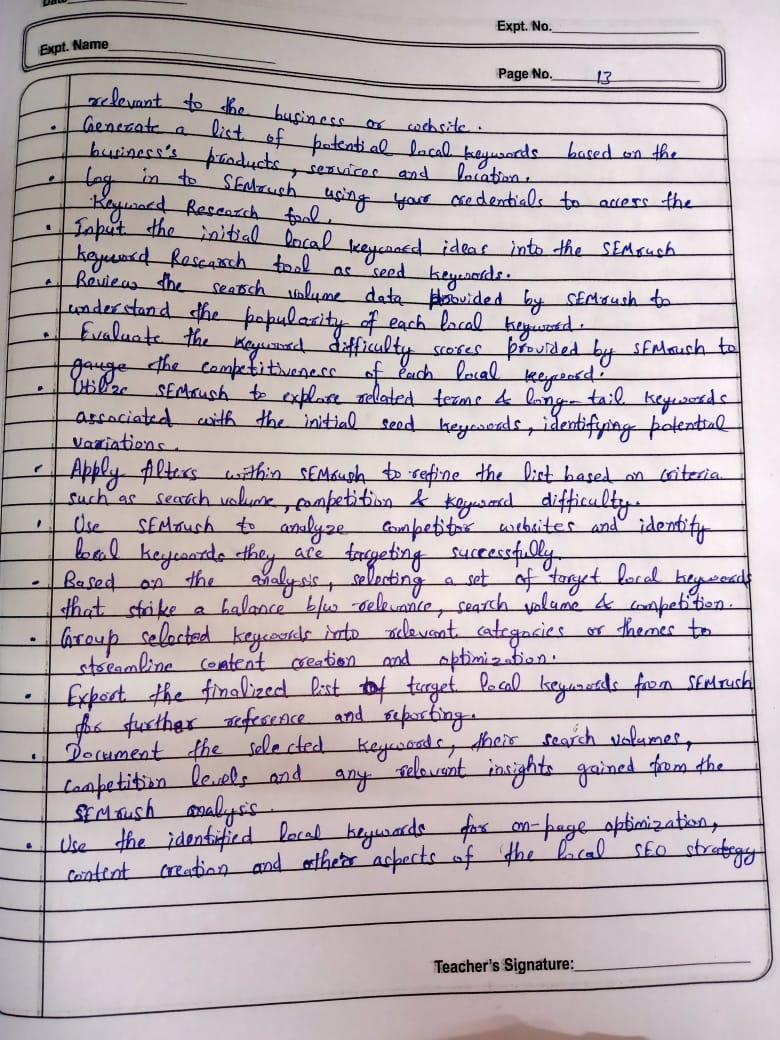 Date
Expt. No.
Expt. Name
Page No. 13
relevant to the business or website.
• Generate a list of potential local keywords based on the
business's products, services and location.
• Log in to SEMrush using your credentials to access the
Keyword Research tool.
• Input the initial local keyword ideas into the SEMrush
keyword Research tool as seed keywords.
• Review the search volume data provided by SEMrush to
understand the popularity of each local keyword.
• Evaluate the keyword difficulty scores provided by SEMrush to
gauge the competitiveness of each local keyword.
• Utilize SEMrush to explore related terms & long-tail keywords
associated with the initial seed keywords, identifying potential
variations.
• Apply filters within SEMrush to refine the list based on criteria
such as search volume, competition & keyword difficulty.
• Use SEMrush to analyze competitor websites and identify
local keywords they are targeting successfully.
• Based on the analysis, selecting a set of target local keywords
that strike a balance b/w relevance, search volume & competition.
• Group selected keywords into relevant categories or themes to
streamline content creation and optimization.
• Export the finalized list of target local keywords from SEMrush
for further reference and reporting.
• Document the selected keywords, their search volumes,
competition levels and any relevant insights gained from the
SEMrush analysis.
• Use the identified local keywords for on-page optimization,
content creation and other aspects of the local SEO strategy
Teacher's Signature: